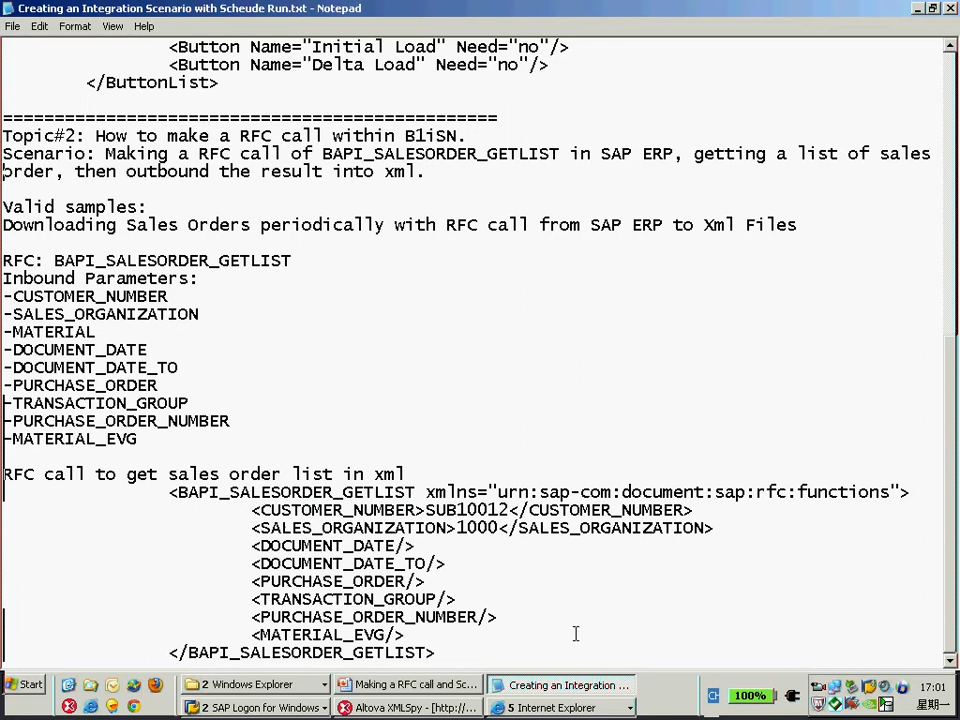 Creating an Integration Scenario with Scheude Run.txt - Notepad
File Edit Format View Help
<Button Name="Initial Load" Need="no"/>
<Button Name="Delta Load" Need="no"/>
</ButtonList>
================================================
Topic#2: How to make a RFC call within B1iSN.
Scenario: Making a RFC call of BAPI_SALESORDER_GETLIST in SAP ERP, getting a list of sales
order, then outbound the result into xml.
Valid samples:
Downloading Sales Orders periodically with RFC call from SAP ERP to Xml Files
RFC: BAPI_SALESORDER_GETLIST
Inbound Parameters:
-CUSTOMER_NUMBER
-SALES_ORGANIZATION
-MATERIAL
-DOCUMENT_DATE
-DOCUMENT_DATE_TO
-PURCHASE_ORDER
-TRANSACTION_GROUP
-PURCHASE_ORDER_NUMBER
-MATERIAL_EVG
RFC call to get sales order list in xml
<BAPI_SALESORDER_GETLIST xmlns="urn:sap-com:document:sap:rfc:functions">
<CUSTOMER_NUMBER>SUB10012</CUSTOMER_NUMBER>
<SALES_ORGANIZATION>1000</SALES_ORGANIZATION>
<DOCUMENT_DATE/>
<DOCUMENT_DATE_TO/>
<PURCHASE_ORDER/>
<TRANSACTION_GROUP/>
<PURCHASE_ORDER_NUMBER/>
<MATERIAL_EVG/>
</BAPI_SALESORDER_GETLIST>
Start 2 Windows Explorer Making a RFC call and Sc... Creating an Integration ... 100% 17:01
2 SAP Logon for Windows Altova XMLSpy - [http://... 5 Internet Explorer 星期一